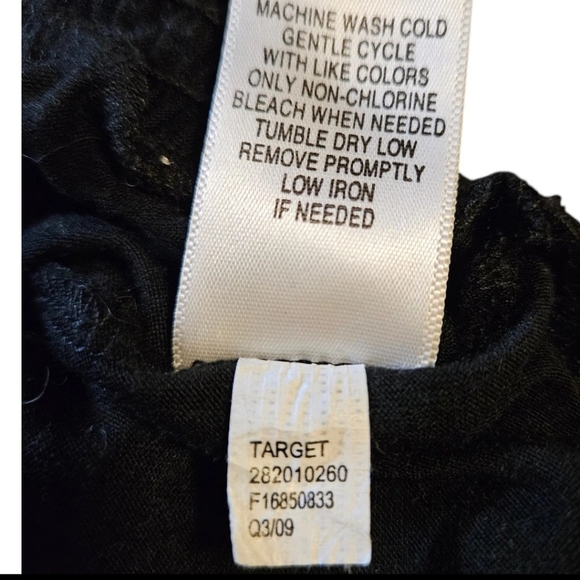 MACHINE WASH COLD
GENTLE CYCLE
WITH LIKE COLORS
ONLY NON-CHLORINE
BLEACH WHEN NEEDED
TUMBLE DRY LOW
REMOVE PROMPTLY
LOW IRON
IF NEEDED
TARGET
282010260
F16850833
Q3/09